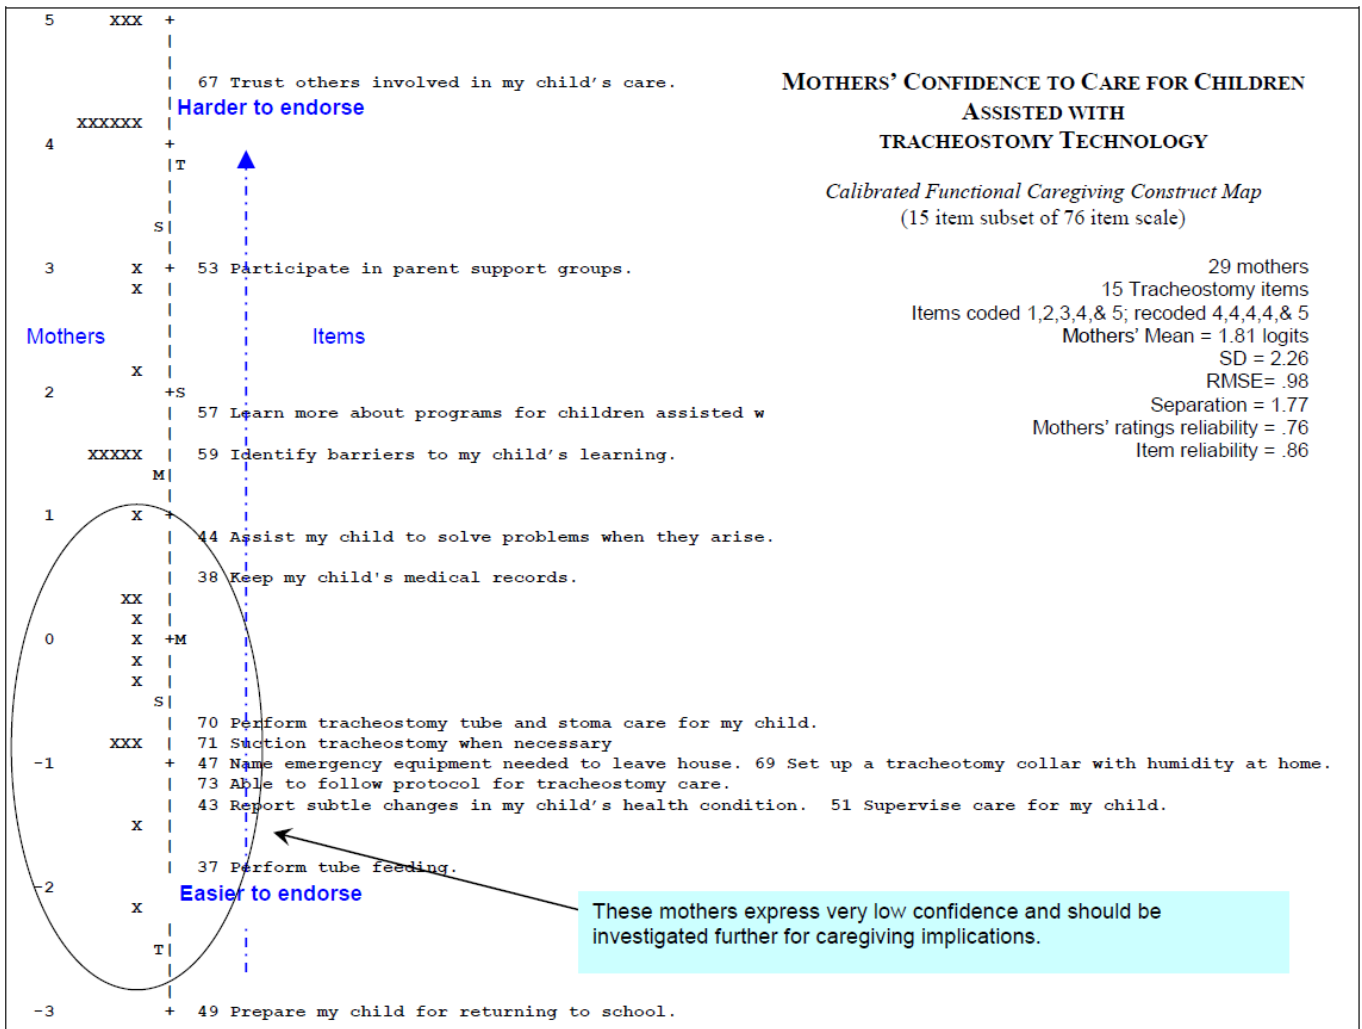 5 XXX +
|
|
| 67 Trust others involved in my child's care.
| Harder to endorse
XXXXXX |
4 +
|T
|
|
S|
|
3 X + 53 Participate in parent support groups.
X |
|
Mothers | Items
|
X |
2 +S
| 57 Learn more about programs for children assisted w
|
XXXXX | 59 Identify barriers to my child's learning.
M|
|
1 X +
| 44 Assist my child to solve problems when they arise.
|
| 38 Keep my child's medical records.
XX |
X |
0 X +M
X |
X |
S|
| 70 Perform tracheostomy tube and stoma care for my child.
XXX | 71 Suction tracheostomy when necessary
-1 + 47 Name emergency equipment needed to leave house. 69 Set up a tracheotomy collar with humidity at home.
| 73 Able to follow protocol for tracheostomy care.
| 43 Report subtle changes in my child's health condition. 51 Supervise care for my child.
X |
|
| 37 Perform tube feeding.
-2 Easier to endorse
X
|
T|
|
|
-3 + 49 Prepare my child for returning to school.
MOTHERS' CONFIDENCE TO CARE FOR CHILDREN
ASSISTED WITH
TRACHEOSTOMY TECHNOLOGY
Calibrated Functional Caregiving Construct Map
(15 item subset of 76 item scale)
29 mothers
15 Tracheostomy items
Items coded 1,2,3,4,& 5; recoded 4,4,4,4,& 5
Mothers' Mean = 1.81 logits
SD = 2.26
RMSE= .98
Separation = 1.77
Mothers' ratings reliability = .76
Item reliability = .86
These mothers express very low confidence and should be
investigated further for caregiving implications.